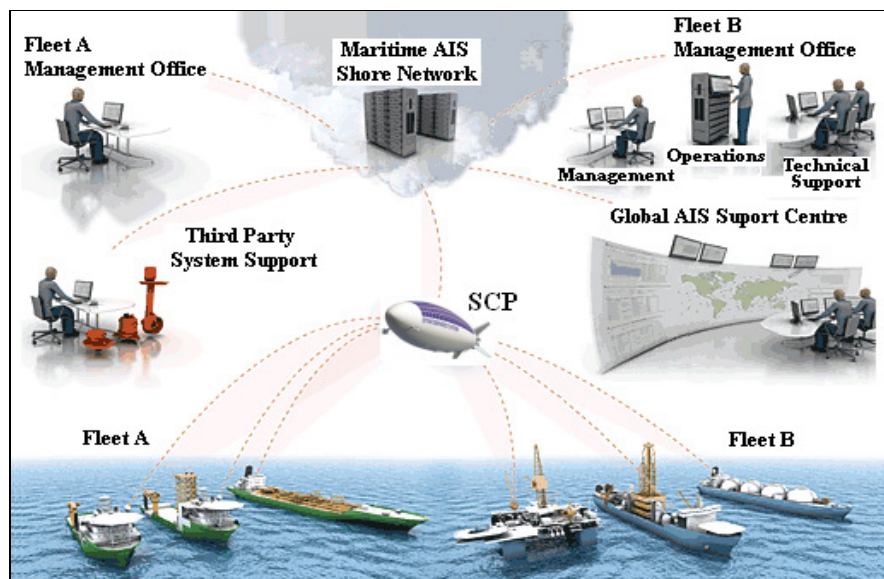 Fleet A
Management Office
Maritime AIS
Shore Network
Fleet B
Management Office
Management
Operations
Technical
Support
Third Party
System Support
Global AIS Suport Centre
SCP
Fleet A
Fleet B